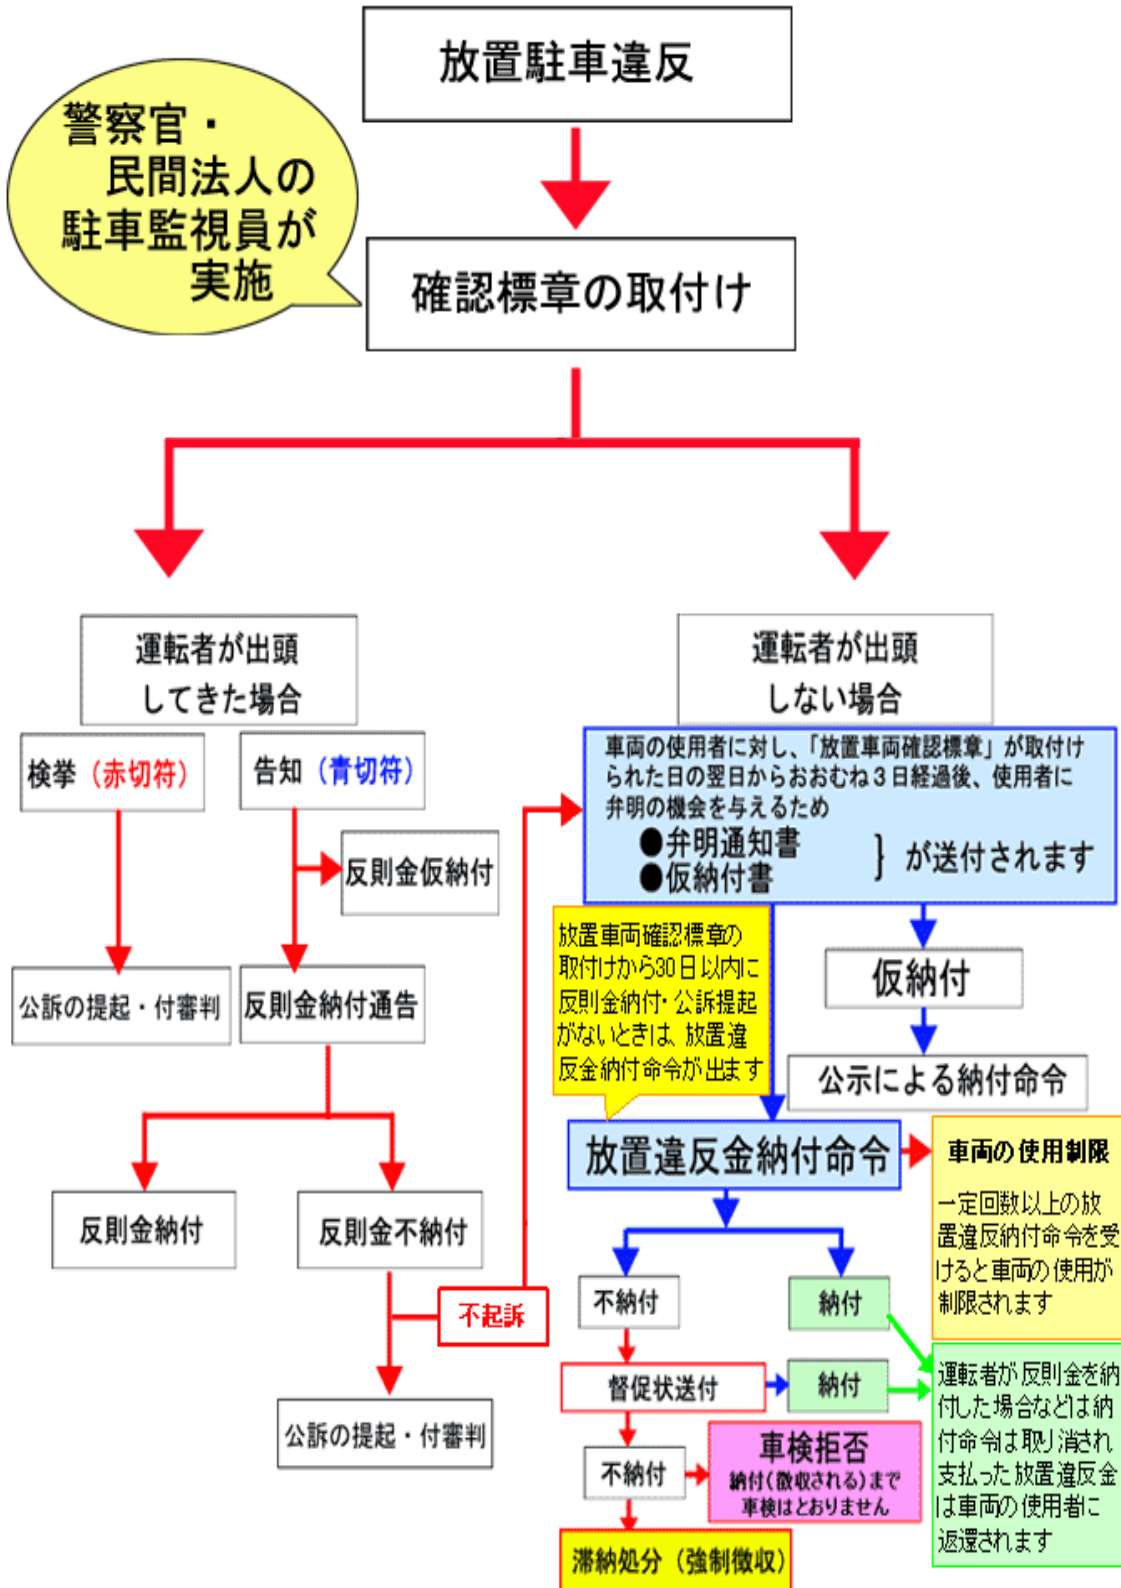 放置駐車違反
警察官・
民間法人の
駐車監視員が
実施
確認標章の取付け
運転者が出頭
してきた場合
検挙（赤切符）
告知（青切符）
反則金仮納付
公訴の提起・付審判
反則金納付通告
反則金納付
反則金不納付
不起訴
公訴の提起・付審判
運転者が出頭
しない場合
車両の使用者に対し、「放置車両確認標章」が取付け
られた日の翌日からおおむね３日経過後、使用者に
弁明の機会を与えるため
●弁明通知書
●仮納付書
} が送付されます
放置車両確認標章の
取付けから30日以内に
反則金納付・公訴提起
がないときは、放置違
反金納付命令が出ます
仮納付
公示による納付命令
放置違反金納付命令
車両の使用制限
一定回数以上の放
置違反納付命令を受
けると車両の使用が
制限されます
不納付
納付
督促状送付
納付
運転者が反則金を納
付した場合などは納
付命令は取り消され
支払った放置違反金
は車両の使用者に
返還されます
不納付
車検拒否
納付(徴収される)まで
車検はとおりません
滞納処分（強制徴収）